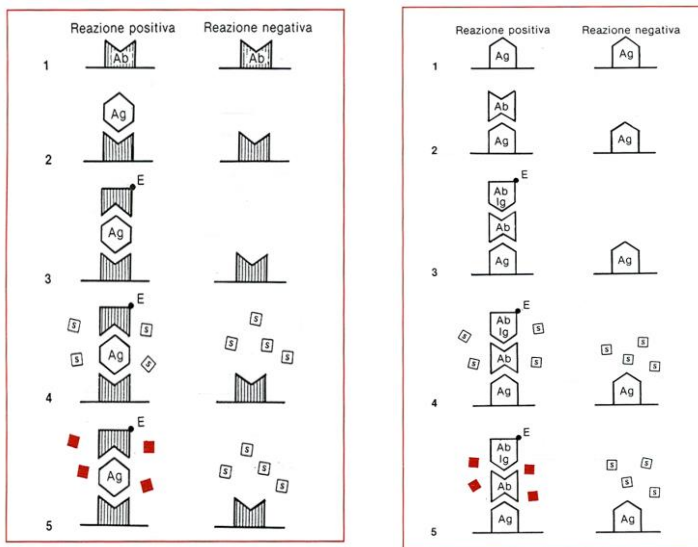 Reazione positiva Reazione negativa
1 Ab Ab
Ag
2
E
Ag
3
E
s s s
Ag s s s
s s s
4
E
s
Ag s s
s
5
Reazione positiva Reazione negativa
1 Ag Ag
Ab
2 Ag Ag
E
Ab
Ig
Ab
3 Ag Ag
E
Ab
s Ig s s s
s Ab s s s
4 Ag Ag
E
Ab
Ig s s
Ab s s
5 Ag Ag